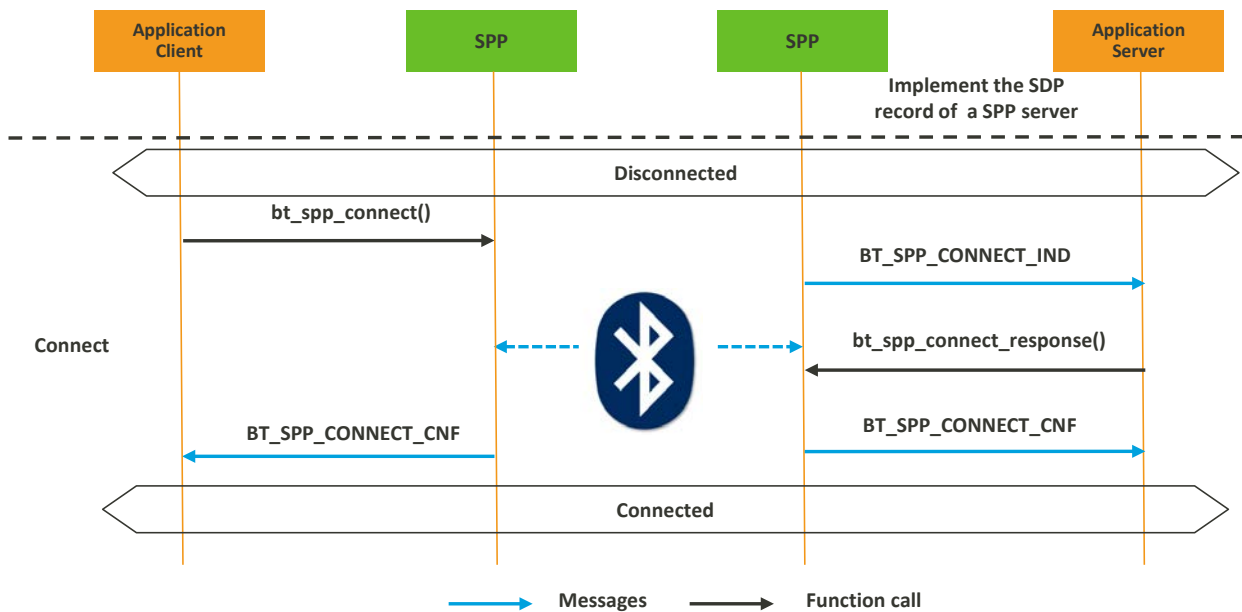 Application
Client
SPP
SPP
Application
Server
Implement the SDP
record of a SPP server
Disconnected
bt_spp_connect()
BT_SPP_CONNECT_IND
Connect
bt_spp_connect_response()
BT_SPP_CONNECT_CNF
BT_SPP_CONNECT_CNF
Connected
Messages
Function call